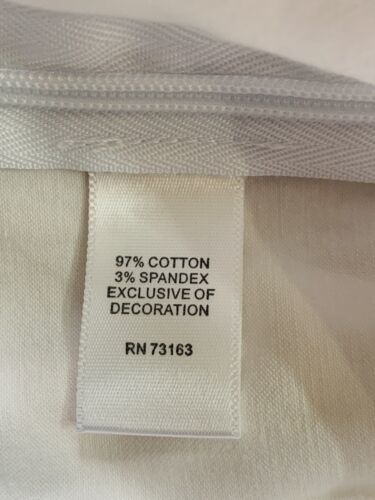 97% COTTON
3% SPANDEX
EXCLUSIVE OF
DECORATION
RN 73163